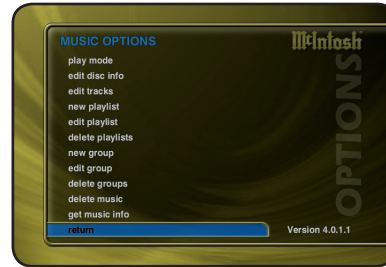 MUSIC OPTIONS
McIntosh
play mode
edit disc info
edit tracks
new playlist
edit playlist
delete playlists
new group
edit group
delete groups
delete music
get music info
return
Version 4.0.1.1
OPTIONS